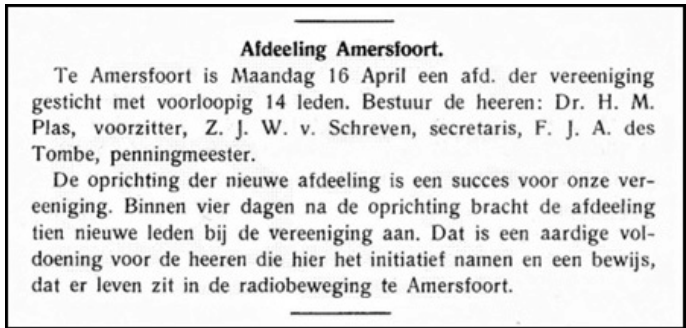 Afdeeling Amersfoort.
Te Amersfoort is Maandag 16 April een afd. der vereeniging
gesticht met voorloopig 14 leden. Bestuur de heeren: Dr. H. M.
Plas, voorzitter, Z. J. W. v. Schreven, secretaris, F. J. A. des
Tombe, penningmeester.
De oprichting der nieuwe afdeeling is een succes voor onze ver-
eeniging. Binnen vier dagen na de oprichting bracht de afdeeling
tien nieuwe leden bij de vereeniging aan. Dat is een aardige vol-
doening voor de heeren die hier het initiatief namen en een bewijs,
dat er leven zit in de radiobeweging te Amersfoort.